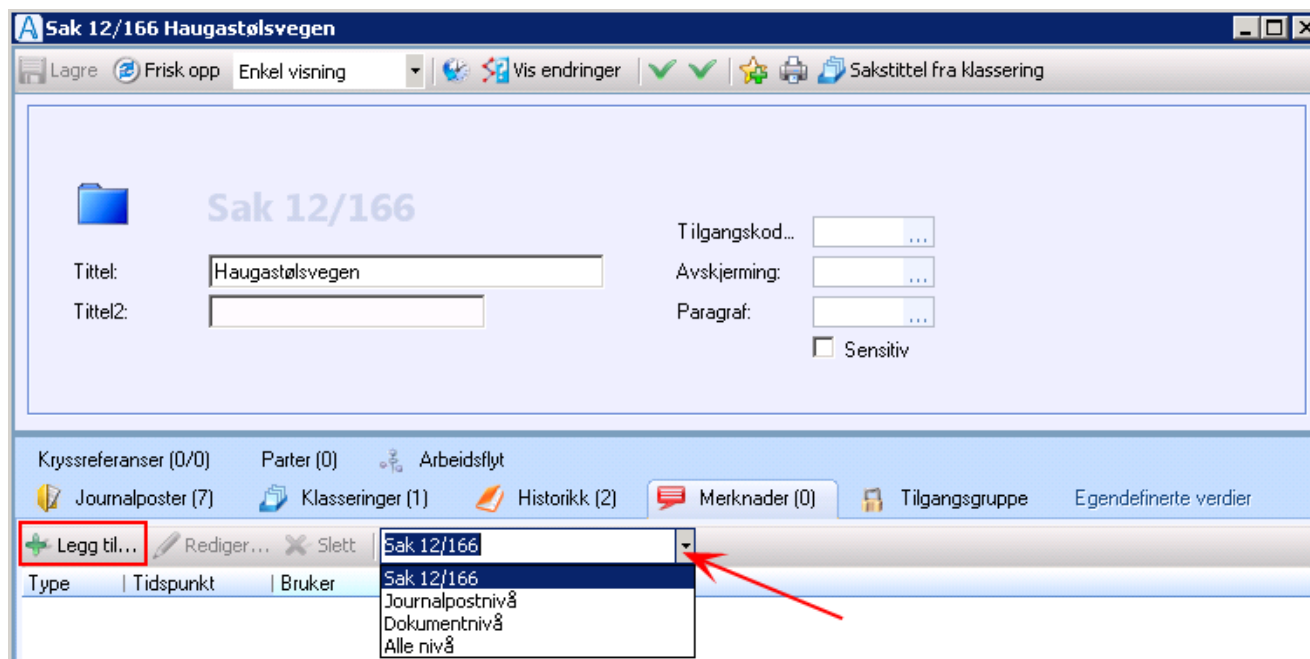 Sak 12/166 Haugastølsvegen
Lagre Frisk opp Enkel visning Vis endringer Sakstittel fra klassering
Sak 12/166
Tilgangskod... ...
Tittel: Haugastølsvegen Avskjerming: ...
Tittel2: Paragraf: ...
Sensitiv
Kryssreferanser (0/0) Parter (0) Arbeidsflyt
Journalposter (7) Klasseringer (1) Historikk (2) Merknader (0) Tilgangsgruppe Egendefinerte verdier
Legg til... Rediger... Slett Sak 12/166
Type Tidspunkt Bruker Sak 12/166
Journalpostnivå
Dokumentnivå
Alle nivå